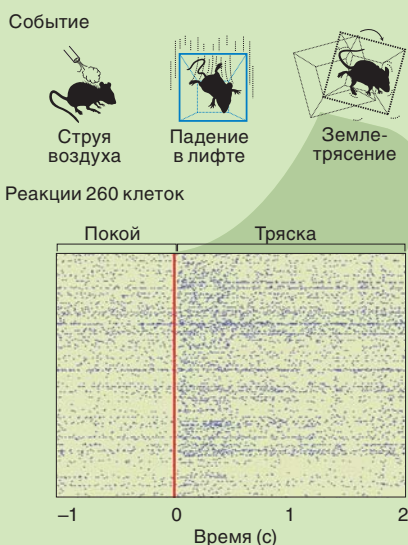 Событие
Струя
воздуха
Падение
в лифте
Земле-
трясение
Реакции 260 клеток
Покой
Тряска
–1
0
1
2
Время (с)